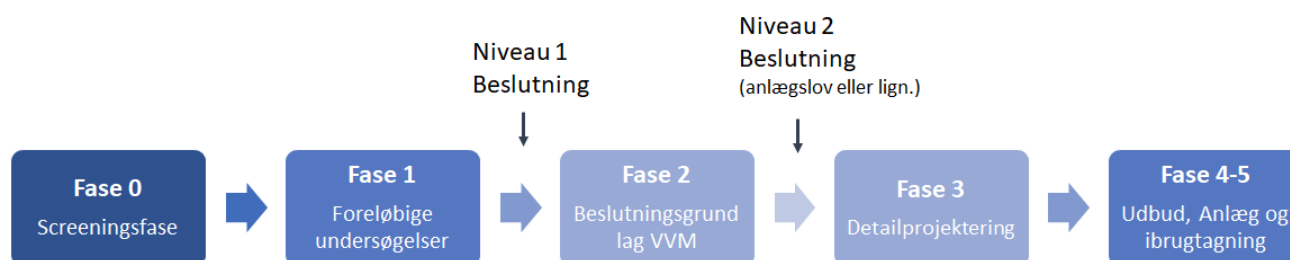 Niveau 1
Beslutning
Niveau 2
Beslutning
(anlægslov eller lign.)
Fase 0
Screeningsfase
Fase 1
Foreløbige
undersøgelser
Fase 2
Beslutningsgrund
lag VVM
Fase 3
Detailprojektering
Fase 4-5
Udbud, Anlæg og
ibrugtagning